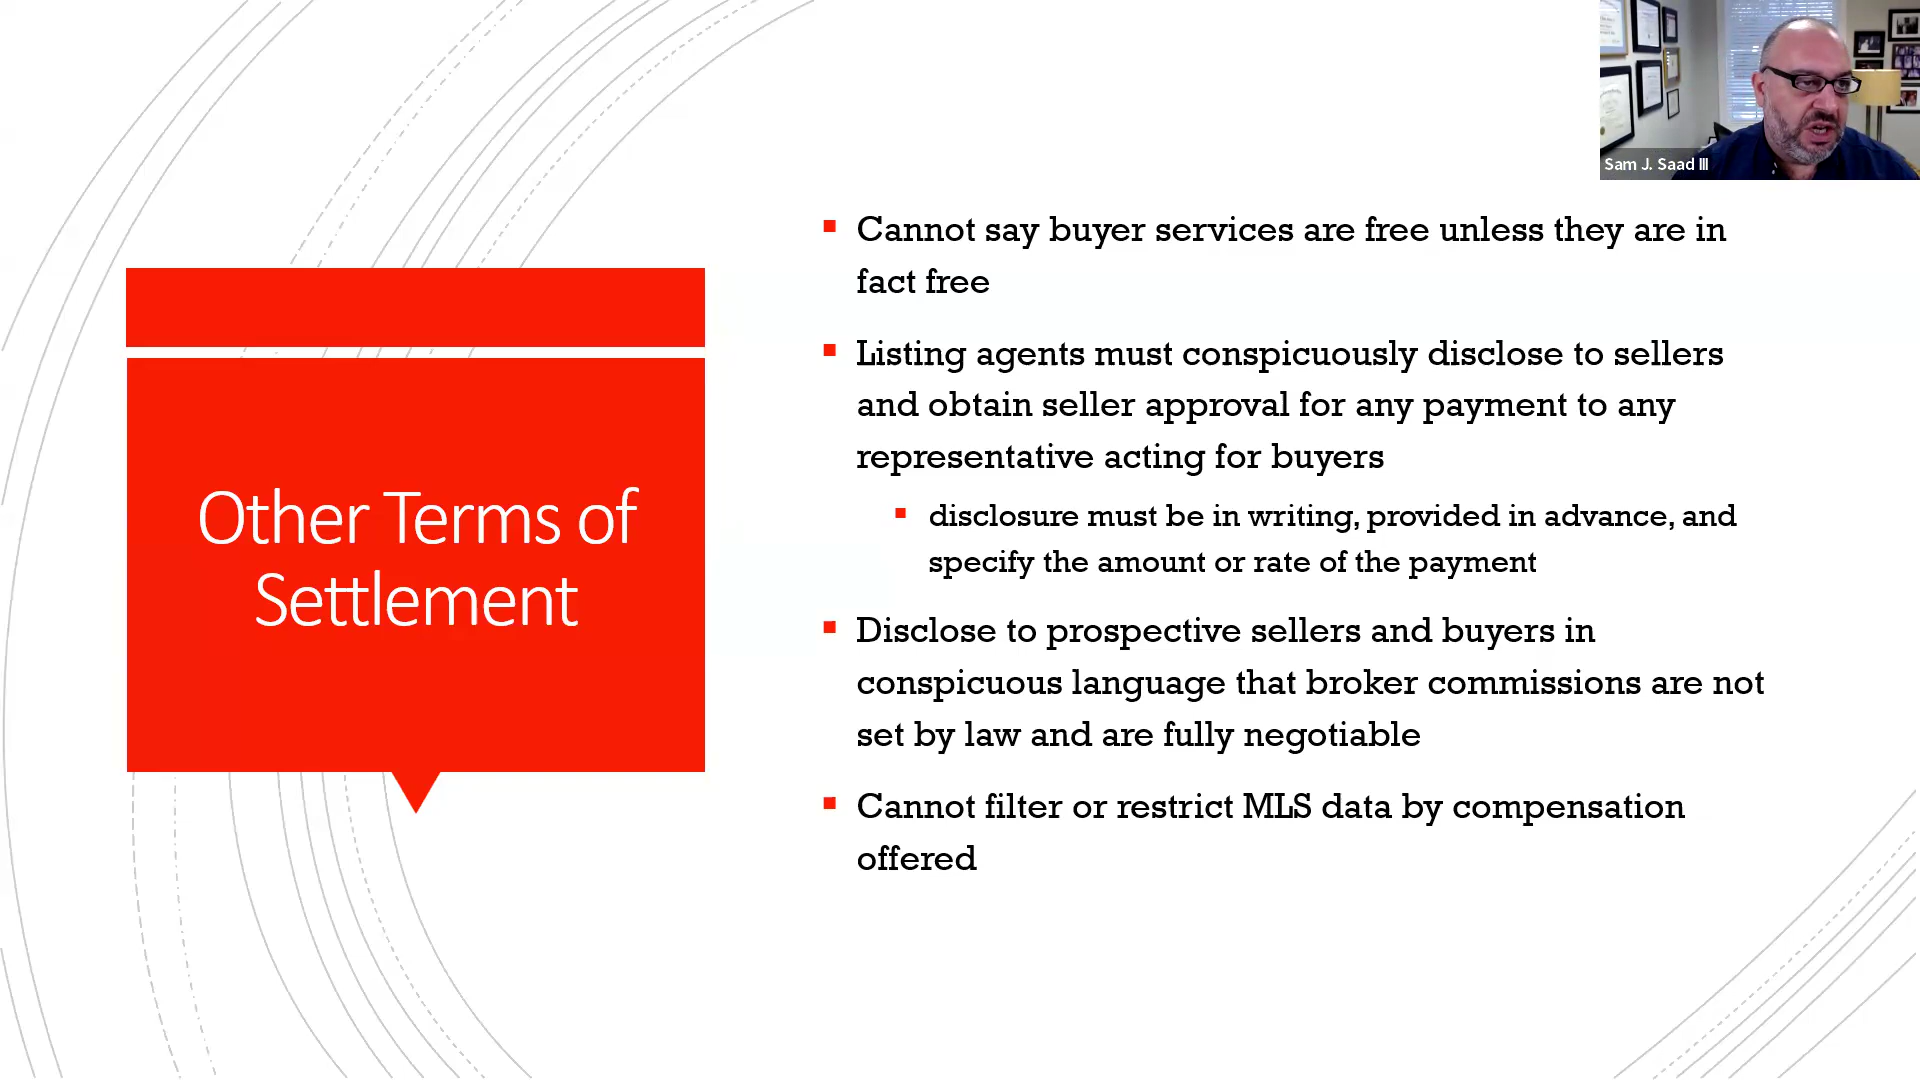 Sam J. Saad III
Other Terms of
Settlement
Cannot say buyer services are free unless they are in
fact free
Listing agents must conspicuously disclose to sellers
and obtain seller approval for any payment to any
representative acting for buyers
disclosure must be in writing, provided in advance, and
specify the amount or rate of the payment
Disclose to prospective sellers and buyers in
conspicuous language that broker commissions are not
set by law and are fully negotiable
Cannot filter or restrict MLS data by compensation
offered